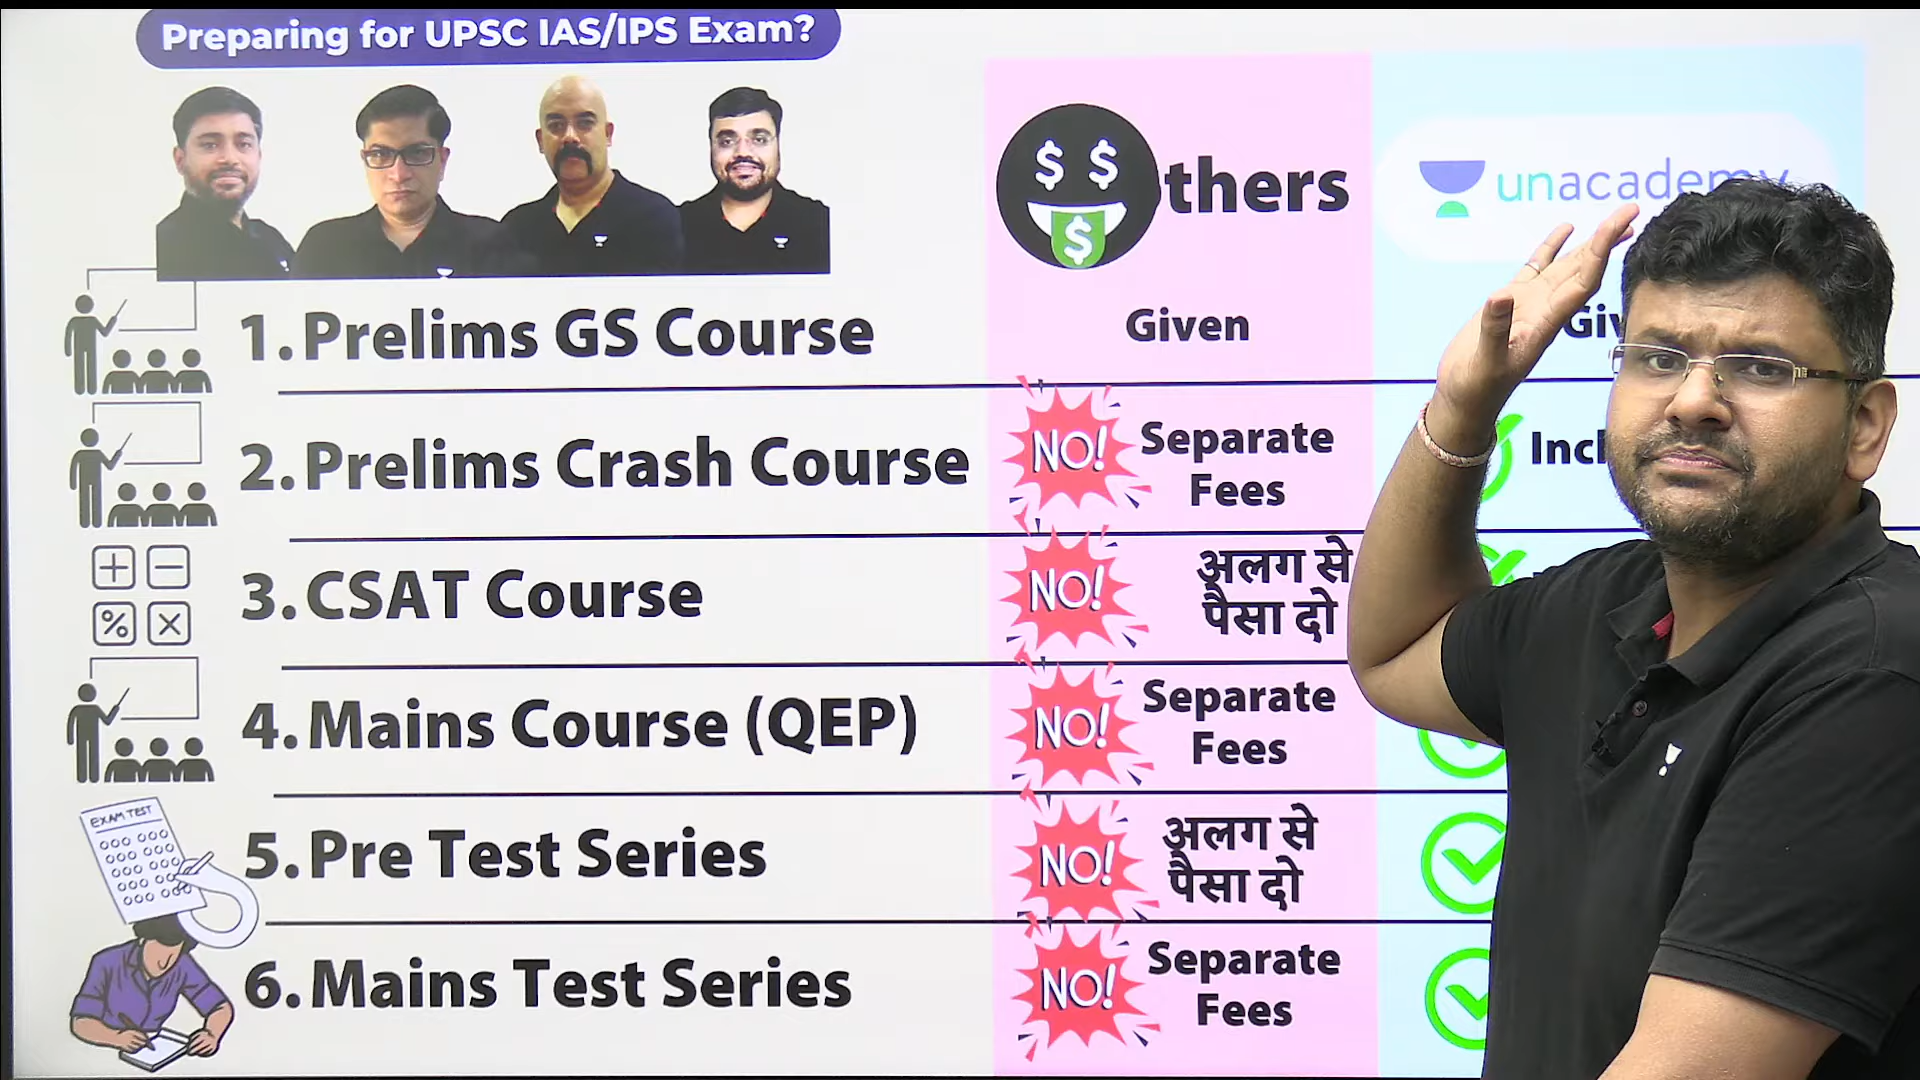 Preparing for UPSC IAS/IPS Exam?
Others
unacademy
1. Prelims GS Course
Given
2. Prelims Crash Course
NO!
Separate
Fees
3. CSAT Course
NO!
अलग से
पैसा दो
4. Mains Course (QEP)
NO!
Separate
Fees
EXAM TEST
5. Pre Test Series
NO!
अलग से
पैसा दो
6. Mains Test Series
NO!
Separate
Fees